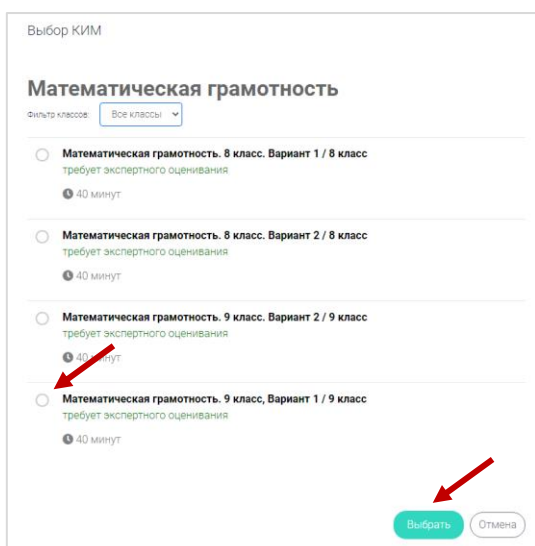 Выбор КИМ
Математическая грамотность
Фильтр классов: Все классы
Математическая грамотность. 8 класс. Вариант 1 / 8 класс
требует экспертного оценивания
40 минут
Математическая грамотность. 8 класс. Вариант 2 / 8 класс
требует экспертного оценивания
40 минут
Математическая грамотность. 9 класс. Вариант 2 / 9 класс
требует экспертного оценивания
40 минут
Математическая грамотность. 9 класс, Вариант 1 / 9 класс
требует экспертного оценивания
40 минут
Выбрать Отмена